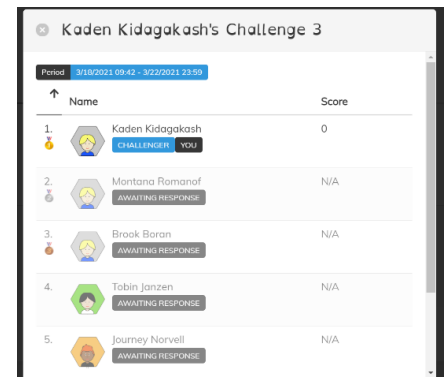 Kaden Kidagakash's Challenge 3
Period 3/18/2021 09:42 - 3/22/2021 23:59
Name Score
1. Kaden Kidagakash 0
CHALLENGER YOU
2. Montana Romanof N/A
AWAITING RESPONSE
3. Brook Boran N/A
AWAITING RESPONSE
4. Tobin Janzen N/A
AWAITING RESPONSE
5. Journey Norvell N/A
AWAITING RESPONSE